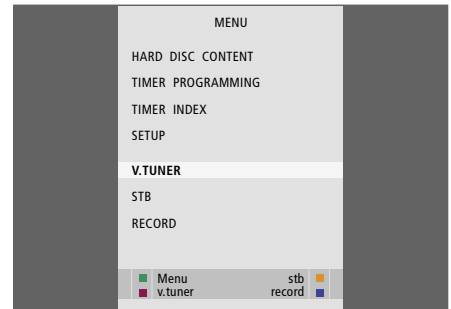 MENU
HARD DISC CONTENT
TIMER PROGRAMMING
TIMER INDEX
SETUP
V.TUNER
STB
RECORD
Menu stb
v.tuner record